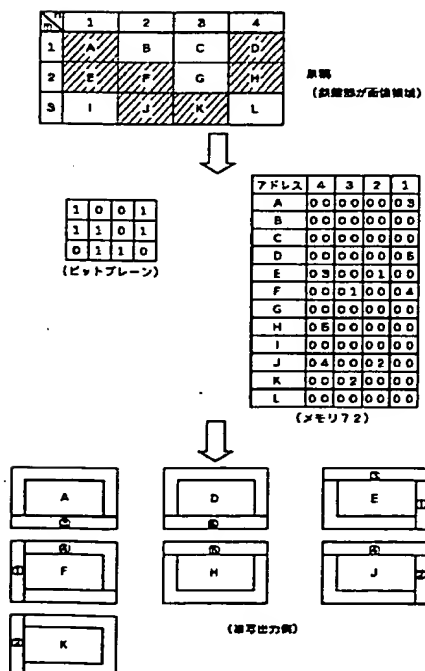 1 2 3 4
1 A B C D
2 E F G H
3 I J K L
原稿
(斜線部が画像領域)
1 0 0 1
1 1 0 1
0 1 1 0
(ビットプレーン)
アドレス 4 3 2 1
A 00 00 00 03
B 00 00 00 00
C 00 00 00 00
D 00 00 00 05
E 03 00 01 00
F 00 01 00 04
G 00 00 00 00
H 05 00 00 00
I 00 00 00 00
J 04 00 02 00
K 00 02 00 00
L 00 00 00 00
(メモリ72)
A
D
E
F
H
J
K
(複写出力例)